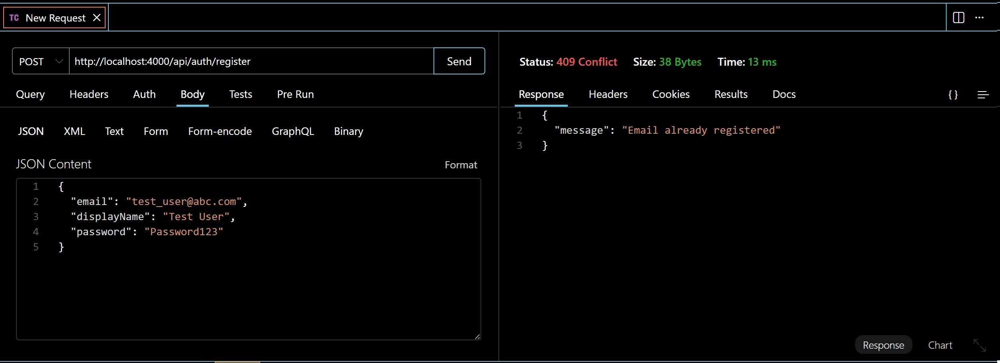 TC New Request
POST http://localhost:4000/api/auth/register Send
Query Headers Auth Body Tests Pre Run
JSON XML Text Form Form-encode GraphQL Binary
JSON Content Format
1 {
2 "email": "test_user@abc.com",
3 "displayName": "Test User",
4 "password": "Password123"
5 }
Status: 409 Conflict Size: 38 Bytes Time: 13 ms
Response Headers Cookies Results Docs { }
1 {
2 "message": "Email already registered"
3 }
Response Chart